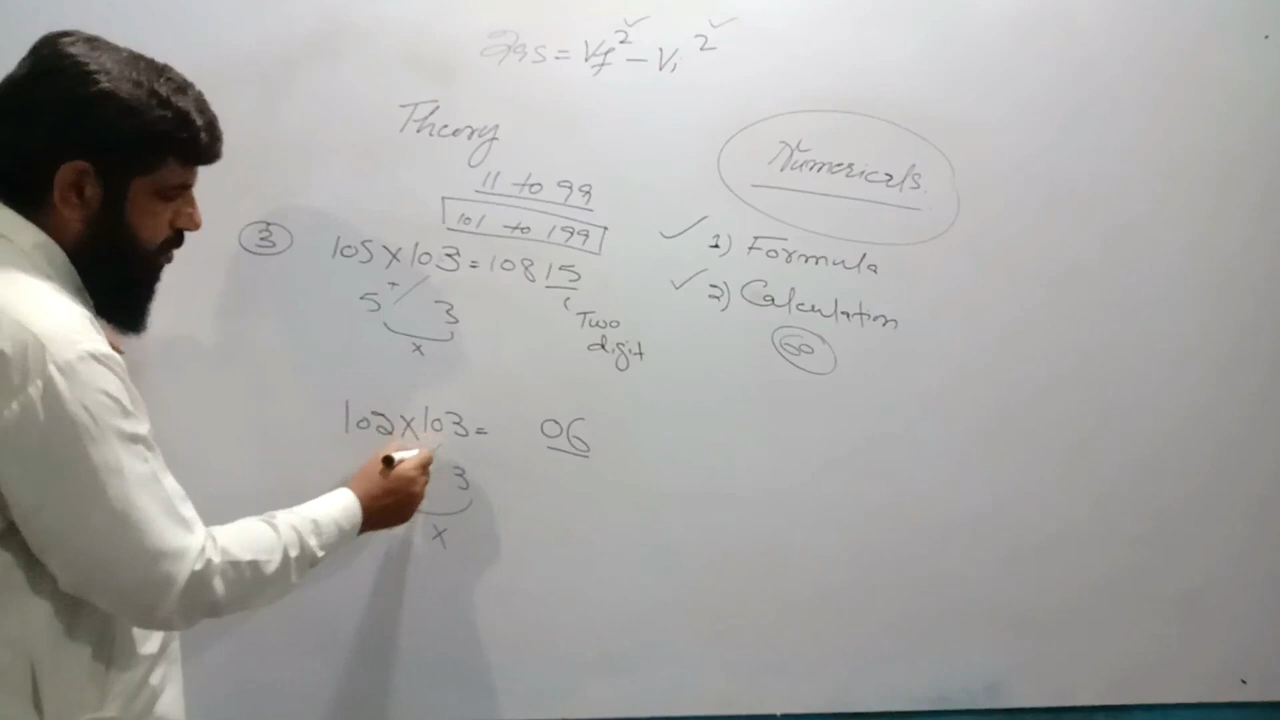 2as = Vf² - Vi²
Theory
11 to 99
101 to 199
3 105 x 103 = 10815
5 + 3
x
Two
digit
102 x 103 = 06
3
x
Numericals.
1) Formula
2) Calculation
60